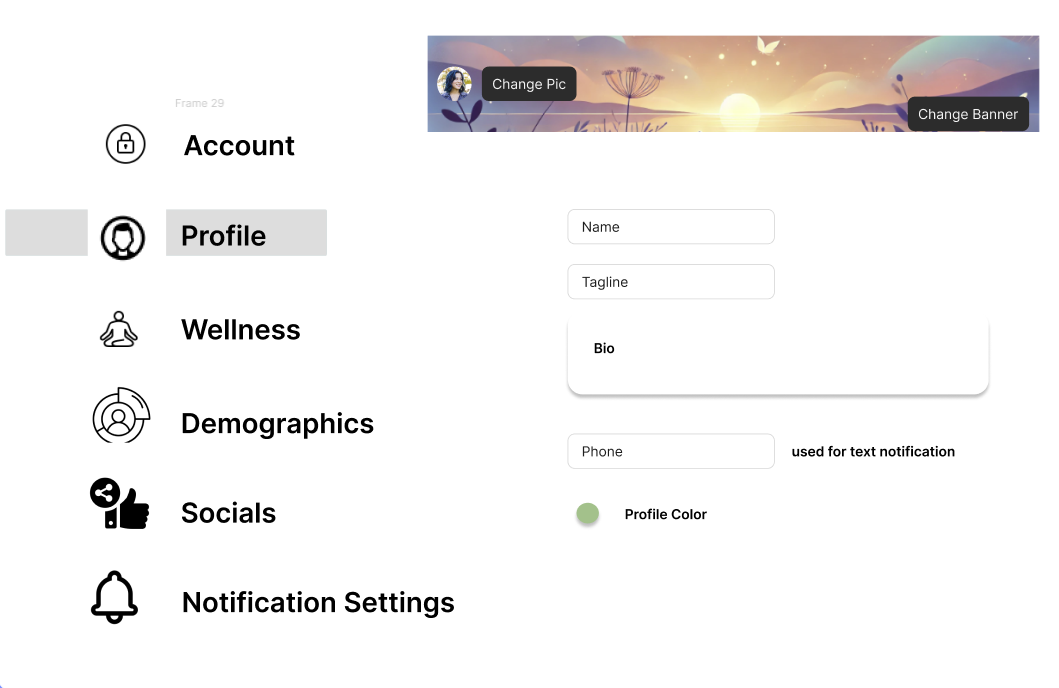 Change Pic
Change Banner
Frame 29
Account
Profile
Wellness
Demographics
Socials
Notification Settings
Name
Tagline
Bio
Phone
used for text notification
Profile Color